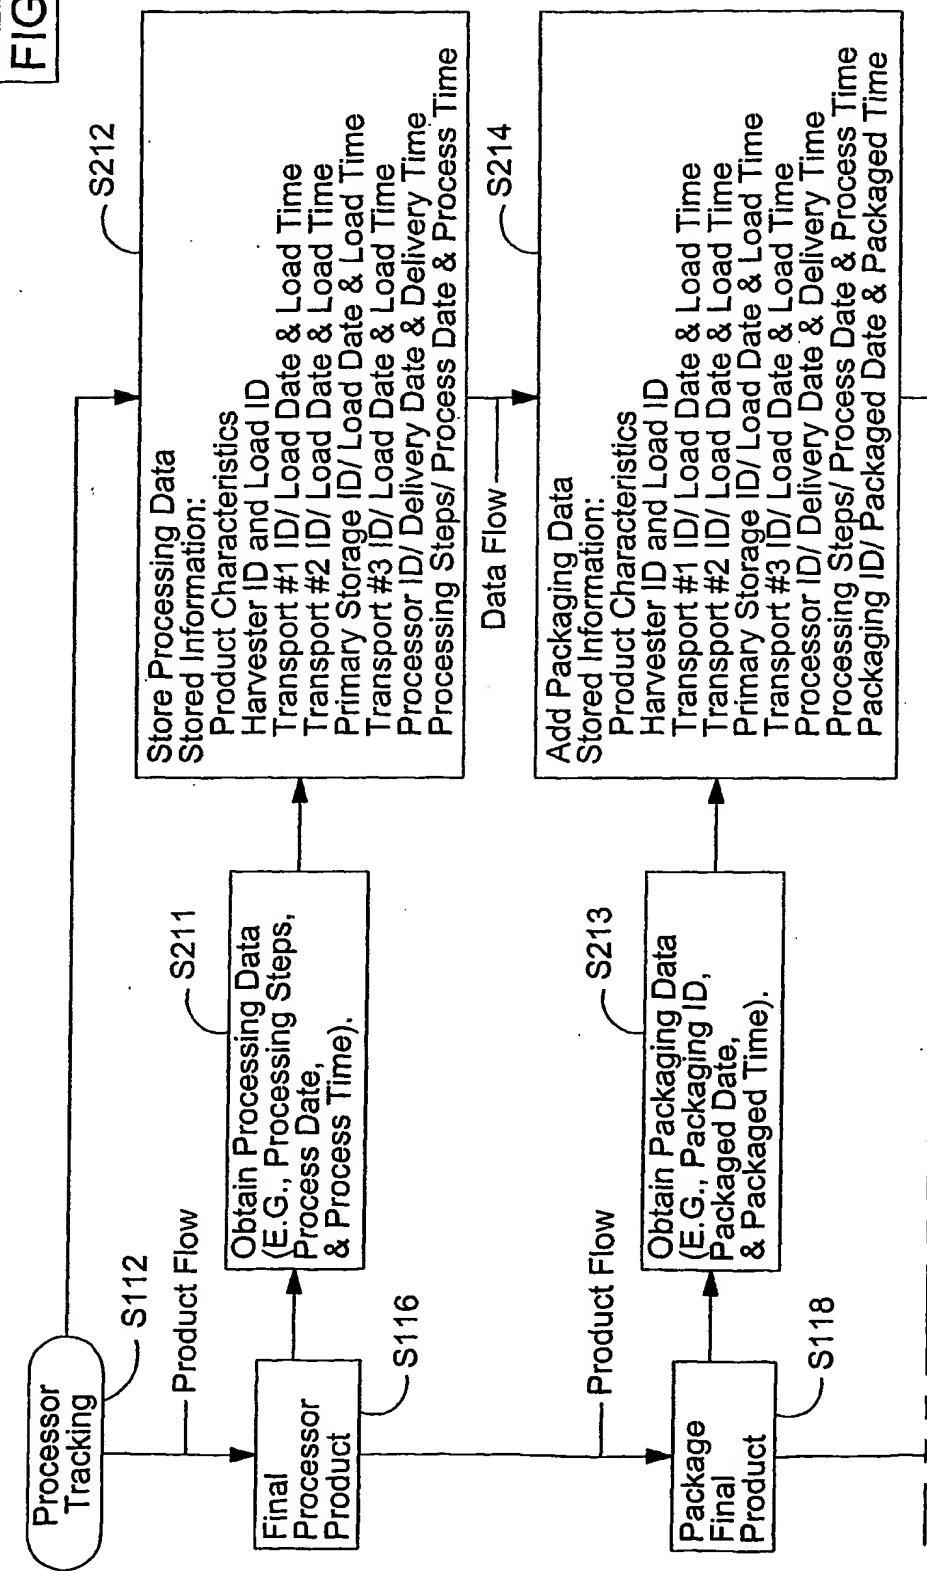 FIG
Processor
Tracking
S112
Product Flow
Final
Processor
Product
S116
Obtain Processing Data
(E.G., Processing Steps,
Process Date,
& Process Time).
S211
Store Processing Data
Stored Information:
Product Characteristics
Harvester ID and Load ID
Transport #1 ID/ Load Date & Load Time
Transport #2 ID/ Load Date & Load Time
Primary Storage ID/ Load Date & Load Time
Transport #3 ID/ Load Date & Load Time
Processor ID/ Delivery Date & Delivery Time
Processing Steps/ Process Date & Process Time
S212
Data Flow
Product Flow
Package
Final
Product
S118
Obtain Packaging Data
(E.G., Packaging ID,
Packaged Date,
& Packaged Time).
S213
Add Packaging Data
Stored Information:
Product Characteristics
Harvester ID and Load ID
Transport #1 ID/ Load Date & Load Time
Transport #2 ID/ Load Date & Load Time
Primary Storage ID/ Load Date & Load Time
Transport #3 ID/ Load Date & Load Time
Processor ID/ Delivery Date & Delivery Time
Processing Steps/ Process Date & Process Time
Packaging ID/ Packaged Date & Packaged Time
S214